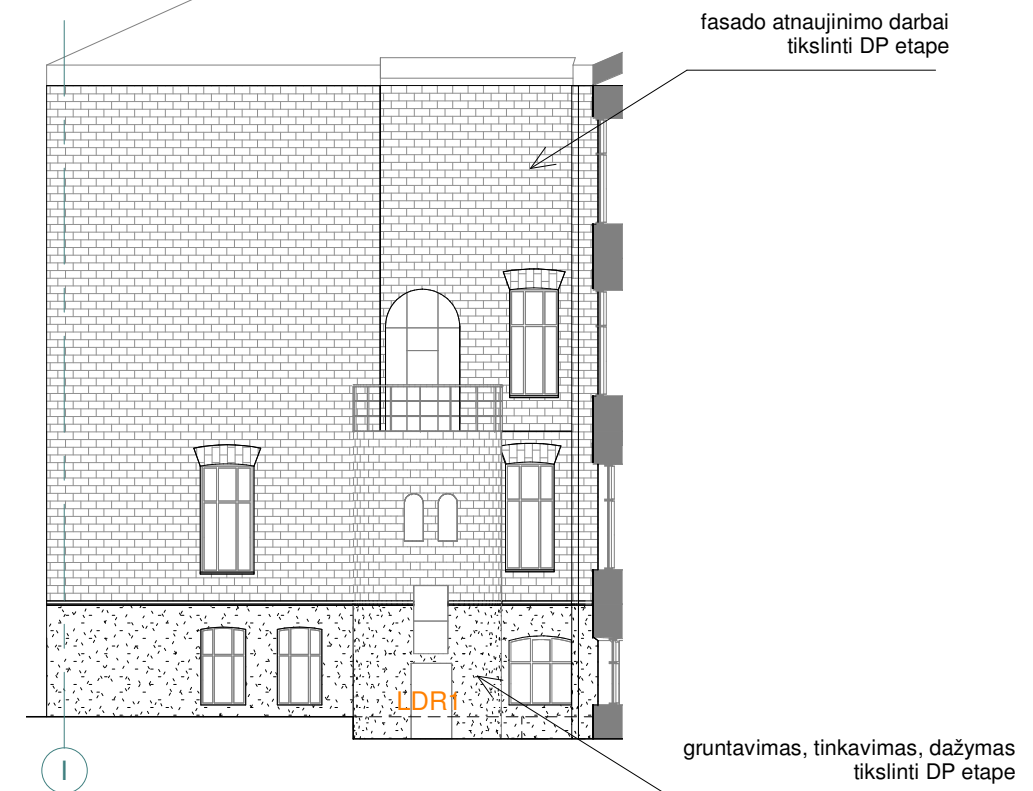 fasado atnaujinimo darbai
tikslinti DP etape
LDR1
gruntavimas, tinkavimas, dažymas
tikslinti DP etape
I